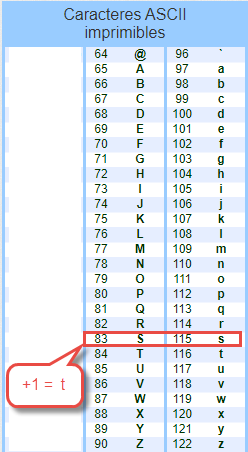 Caracteres ASCII
imprimibles
64 @ 96 `
65 A 97 a
66 B 98 b
67 C 99 c
68 D 100 d
69 E 101 e
70 F 102 f
71 G 103 g
72 H 104 h
73 I 105 i
74 J 106 j
75 K 107 k
76 L 108 l
77 M 109 m
78 N 110 n
79 O 111 o
80 P 112 p
81 Q 113 q
82 R 114 r
83 S 115 s
84 T 116 t
85 U 117 u
86 V 118 v
87 W 119 w
88 X 120 x
89 Y 121 y
90 Z 122 z
+1 = t